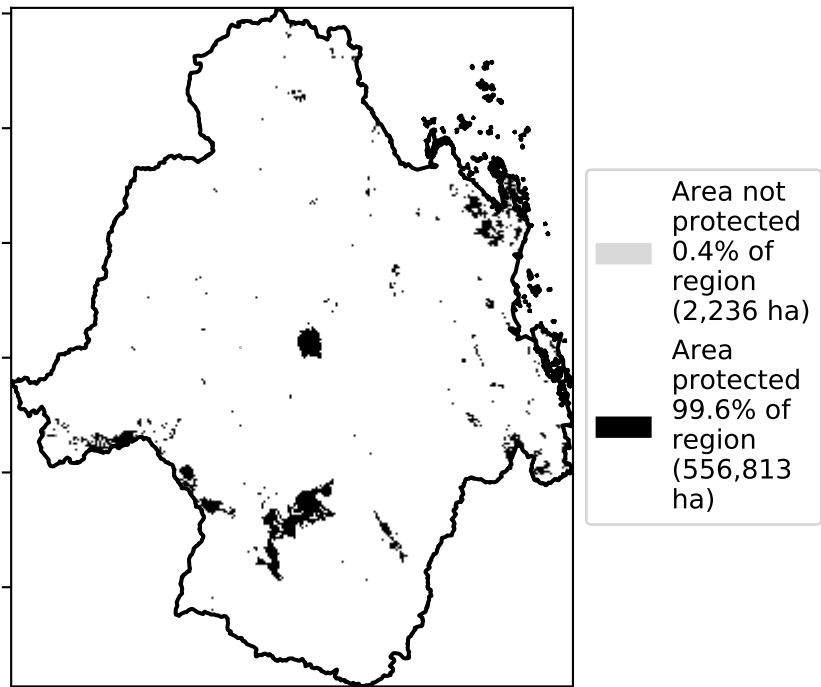 Area not
protected
0.4% of
region
(2,236 ha)
Area
protected
99.6% of
region
(556,813
ha)